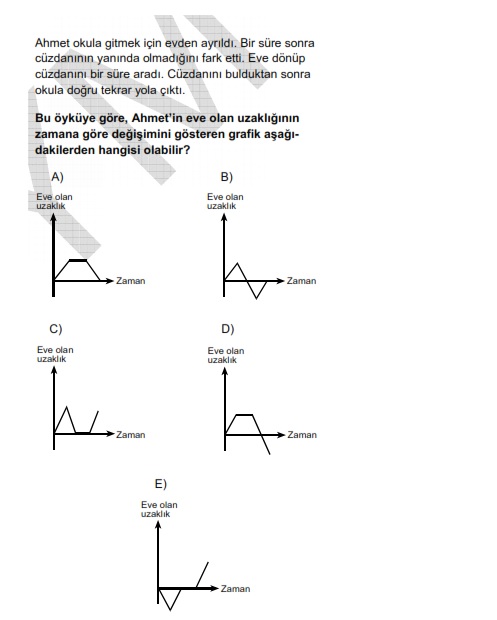 Ahmet okula gitmek için evden ayrıldı. Bir süre sonra
cüzdanının yanında olmadığını fark etti. Eve dönüp
cüzdanını bir süre aradı. Cüzdanını bulduktan sonra
okula doğru tekrar yola çıktı.
Bu öyküye göre, Ahmet'in eve olan uzaklığının
zamana göre değişimini gösteren grafik aşağı-
dakilerden hangisi olabilir?
A)
Eve olan
uzaklık
Zaman
B)
Eve olan
uzaklık
Zaman
C)
Eve olan
uzaklık
Zaman
D)
Eve olan
uzaklık
Zaman
E)
Eve olan
uzaklık
Zaman